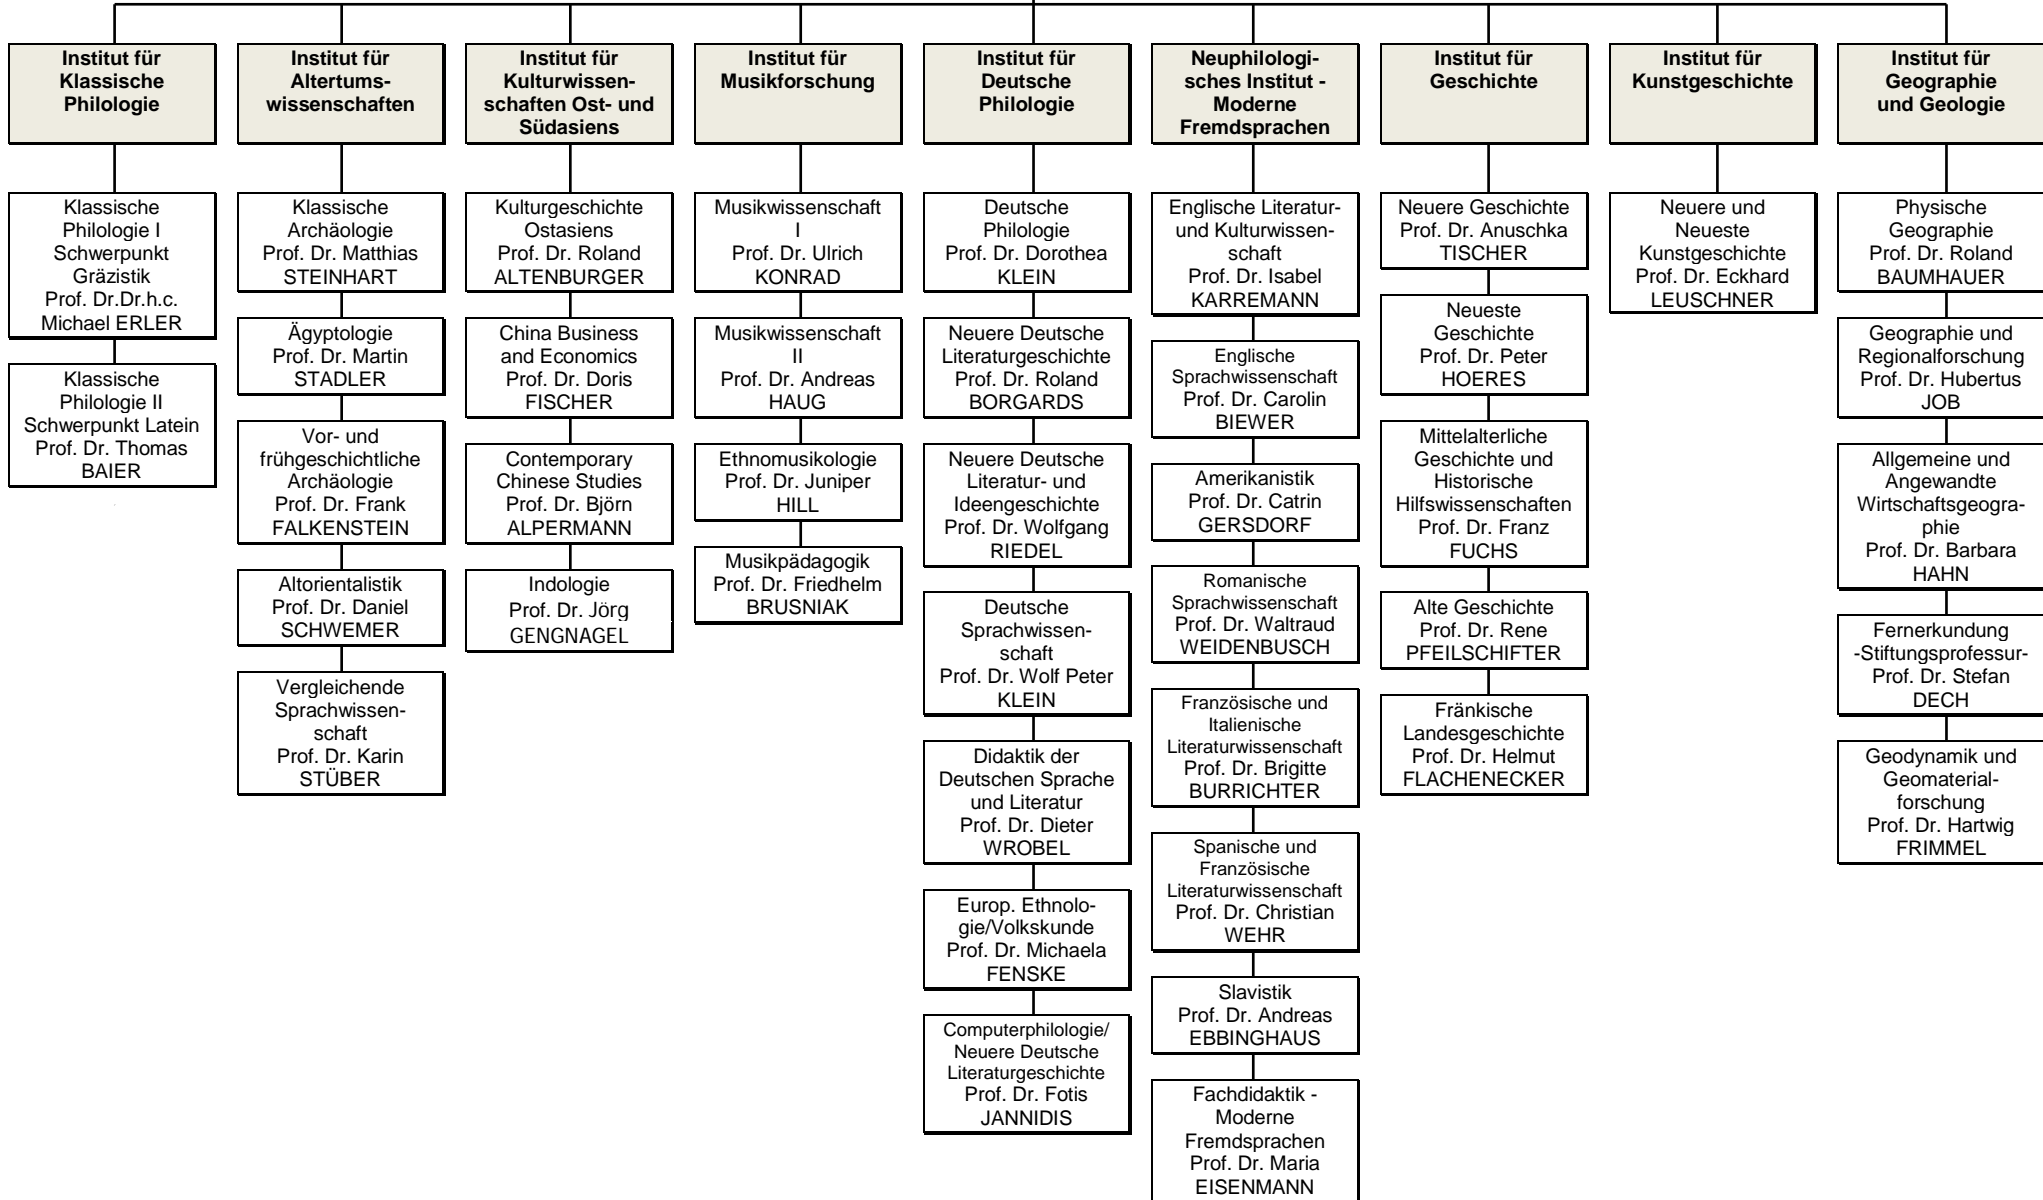 Institut für
Klassische
Philologie
Klassische
Philologie I
Schwerpunkt
Gräzistik
Prof. Dr.Dr.h.c.
Michael ERLER
Klassische
Philologie II
Schwerpunkt Latein
Prof. Dr. Thomas
BAIER
Institut für
Altertums-
wissenschaften
Klassische
Archäologie
Prof. Dr. Matthias
STEINHART
Ägyptologie
Prof. Dr. Martin
STADLER
Vor- und
frühgeschichtliche
Archäologie
Prof. Dr. Frank
FALKENSTEIN
Altorientalistik
Prof. Dr. Daniel
SCHWEMER
Vergleichende
Sprachwissen-
schaft
Prof. Dr. Karin
STÜBER
Institut für
Kulturwissen-
schaften Ost- und
Südasiens
Kulturgeschichte
Ostasiens
Prof. Dr. Roland
ALTENBURGER
China Business
and Economics
Prof. Dr. Doris
FISCHER
Contemporary
Chinese Studies
Prof. Dr. Björn
ALPERMANN
Indologie
Prof. Dr. Jörg
GENGNAGEL
Institut für
Musikforschung
Musikwissenschaft
I
Prof. Dr. Ulrich
KONRAD
Musikwissenschaft
II
Prof. Dr. Andreas
HAUG
Ethnomusikologie
Prof. Dr. Juniper
HILL
Musikpädagogik
Prof. Dr. Friedhelm
BRUSNIAK
Institut für
Deutsche
Philologie
Deutsche
Philologie
Prof. Dr. Dorothea
KLEIN
Neuere Deutsche
Literaturgeschichte
Prof. Dr. Roland
BORGARDS
Neuere Deutsche
Literatur- und
Ideengeschichte
Prof. Dr. Wolfgang
RIEDEL
Deutsche
Sprachwissen-
schaft
Prof. Dr. Wolf Peter
KLEIN
Didaktik der
Deutschen Sprache
und Literatur
Prof. Dr. Dieter
WROBEL
Europ. Ethnolo-
gie/Volkskunde
Prof. Dr. Michaela
FENSKE
Computerphilologie/
Neuere Deutsche
Literaturgeschichte
Prof. Dr. Fotis
JANNIDIS
Neuphilologi-
sches Institut -
Moderne
Fremdsprachen
Englische Literatur-
und Kulturwissen-
schaft
Prof. Dr. Isabel
KARREMANN
Englische
Sprachwissenschaft
Prof. Dr. Carolin
BIEWER
Amerikanistik
Prof. Dr. Catrin
GERSDORF
Romanische
Sprachwissenschaft
Prof. Dr. Waltraud
WEIDENBUSCH
Französische und
Italienische
Literaturwissenschaft
Prof. Dr. Brigitte
BURRICHTER
Spanische und
Französische
Literaturwissenschaft
Prof. Dr. Christian
WEHR
Slavistik
Prof. Dr. Andreas
EBBINGHAUS
Fachdidaktik -
Moderne
Fremdsprachen
Prof. Dr. Maria
EISENMANN
Institut für
Geschichte
Neuere Geschichte
Prof. Dr. Anuschka
TISCHER
Neueste
Geschichte
Prof. Dr. Peter
HOERES
Mittelalterliche
Geschichte und
Historische
Hilfswissenschaften
Prof. Dr. Franz
FUCHS
Alte Geschichte
Prof. Dr. Rene
PFEILSCHIFTER
Fränkische
Landesgeschichte
Prof. Dr. Helmut
FLACHENECKER
Institut für
Kunstgeschichte
Neuere und
Neueste
Kunstgeschichte
Prof. Dr. Eckhard
LEUSCHNER
Institut für
Geographie
und Geologie
Physische
Geographie
Prof. Dr. Roland
BAUMHAUER
Geographie und
Regionalforschung
Prof. Dr. Hubertus
JOB
Allgemeine und
Angewandte
Wirtschaftsgeogra-
phie
Prof. Dr. Barbara
HAHN
Fernerkundung
-Stiftungsprofessur-
Prof. Dr. Stefan
DECH
Geodynamik und
Geomaterial-
forschung
Prof. Dr. Hartwig
FRIMMEL